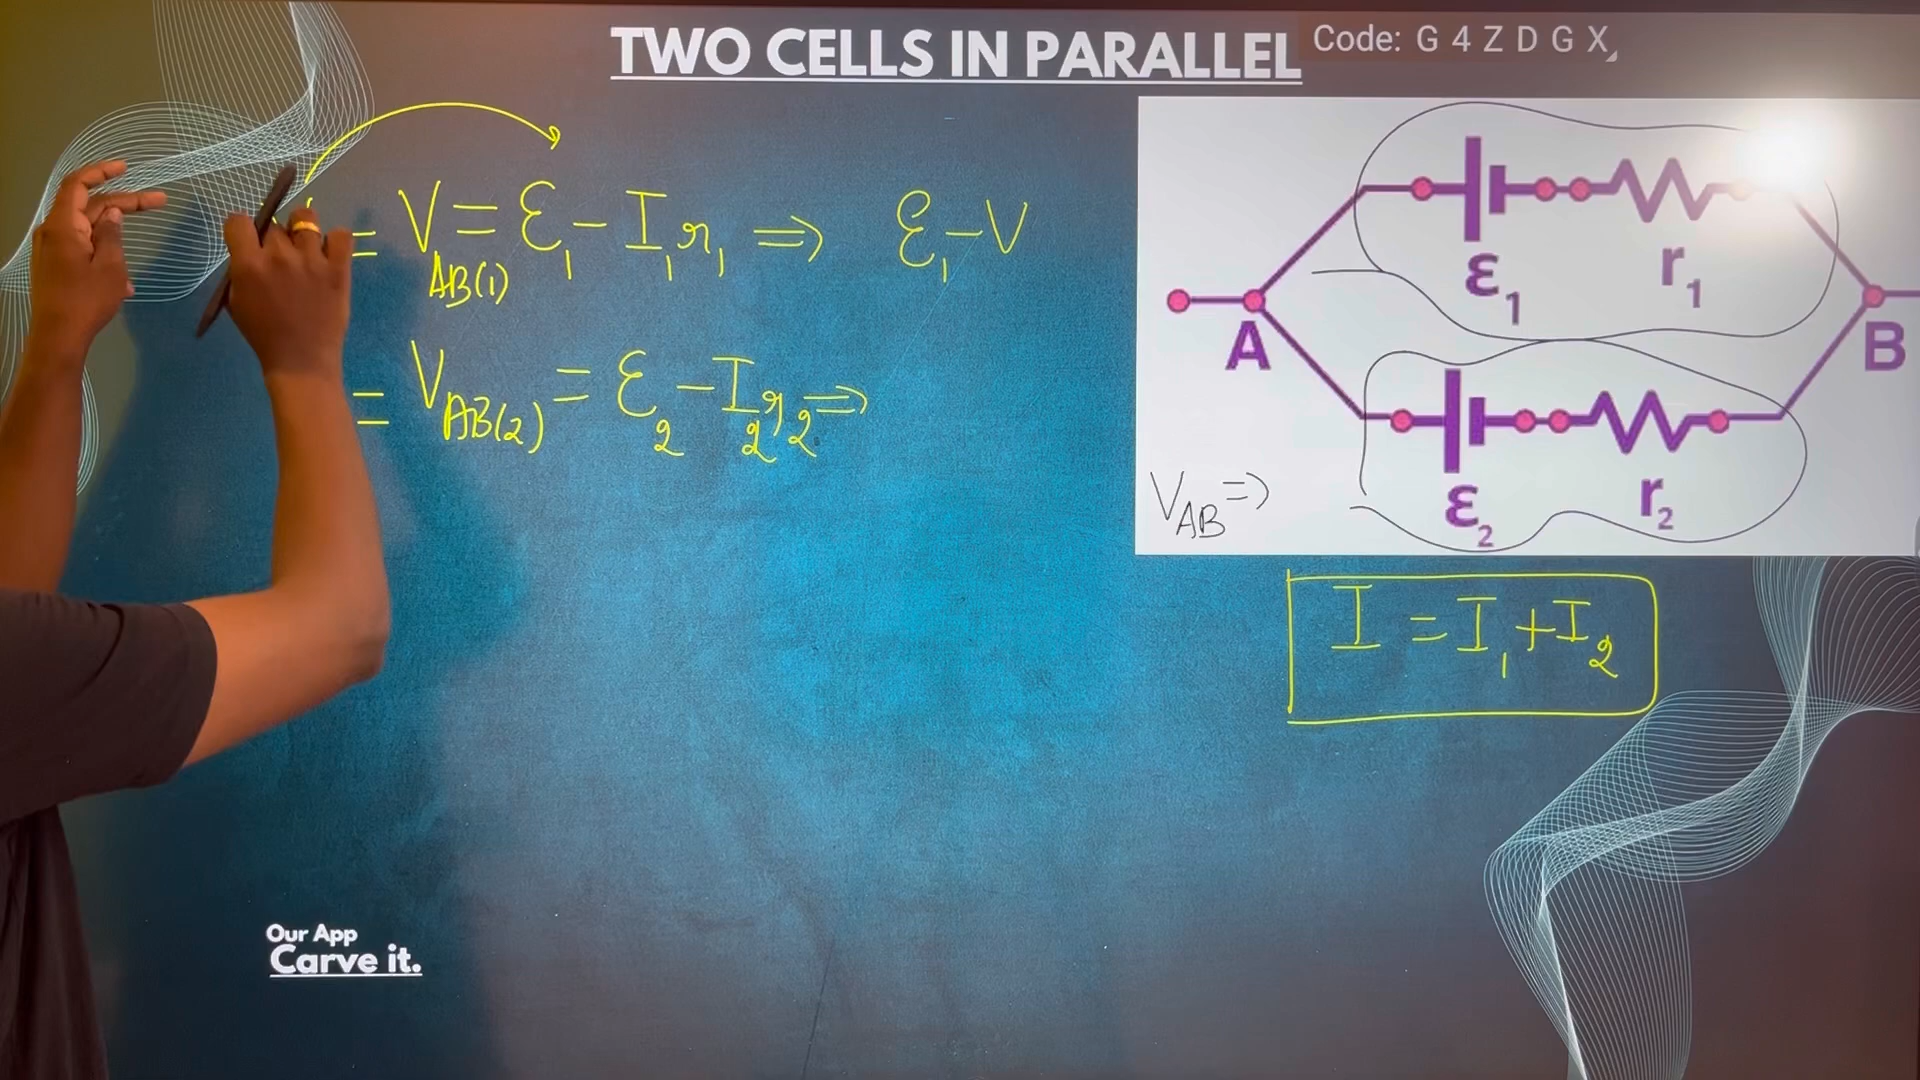 TWO CELLS IN PARALLEL
Code: G 4 Z D G X
= V_AB(1) = ε₁ - I₁r₁ ⇒ ε₁ - V
= V_AB(2) = ε₂ - I₂r₂ ⇒
ε₁ r₁
A B
ε₂ r₂
V_AB ⇒
I = I₁ + I₂
Our App
Carve it.